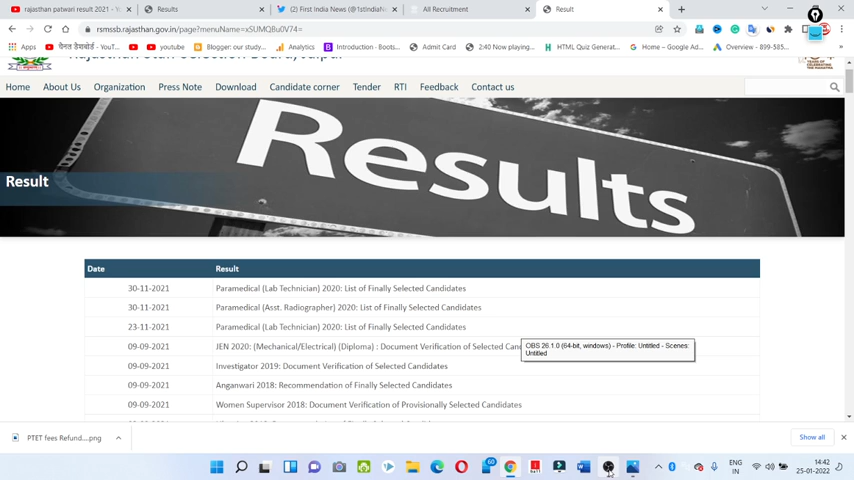 rajasthan patwari result 2021 - Y
Results
(2) First India News (@1stIndiaN
All Recruitment
Result
rsmssb.rajasthan.gov.in/page?menuName=xSUMQBu0V74=
Apps
चैनल डैशबोर्ड - YouT...
youtube
Blogger: our study...
Analytics
Introduction · Boots...
Admit Card
2:40 Now playing...
HTML Quiz Generat...
Home – Google Ad...
Overview - 899-585...
Home
About Us
Organization
Press Note
Download
Candidate corner
Tender
RTI
Feedback
Contact us
Results
Result
Date
Result
30-11-2021 Paramedical (Lab Technician) 2020: List of Finally Selected Candidates
30-11-2021 Paramedical (Asst. Radiographer) 2020: List of Finally Selected Candidates
23-11-2021 Paramedical (Lab Technician) 2020: List of Finally Selected Candidates
09-09-2021 JEN 2020: (Mechanical/Electrical) (Diploma) : Document Verification of Selected
OBS 26.1.0 (64-bit, windows) - Profile: Untitled - Scenes:
Untitled
09-09-2021 Investigator 2019: Document Verification of Selected Candidates
09-09-2021 Anganwari 2018: Recommendation of Finally Selected Candidates
09-09-2021 Women Supervisor 2018: Document Verification of Provisionally Selected Candidates
PTET fees Refund....png
Show all
60
ENG
IN
14:42
25-01-2022